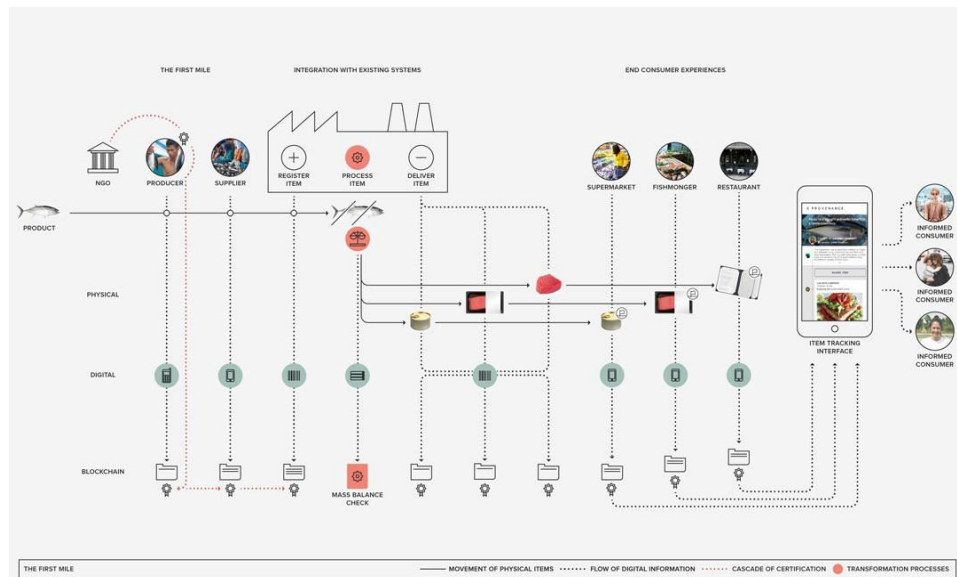 THE FIRST MILE
INTEGRATION WITH EXISTING SYSTEMS
END CONSUMER EXPERIENCES
NGO
PRODUCER
SUPPLIER
REGISTER
ITEM
PROCESS
ITEM
DELIVER
ITEM
SUPERMARKET
FISHMONGER
RESTAURANT
PROVENANCE
INFORMED
CONSUMER
PRODUCT
INFORMED
CONSUMER
PHYSICAL
ITEM TRACKING
INTERFACE
INFORMED
CONSUMER
DIGITAL
BLOCKCHAIN
MASS BALANCE
CHECK
THE FIRST MILE
MOVEMENT OF PHYSICAL ITEMS
FLOW OF DIGITAL INFORMATION
CASCADE OF CERTIFICATION
TRANSFORMATION PROCESSES